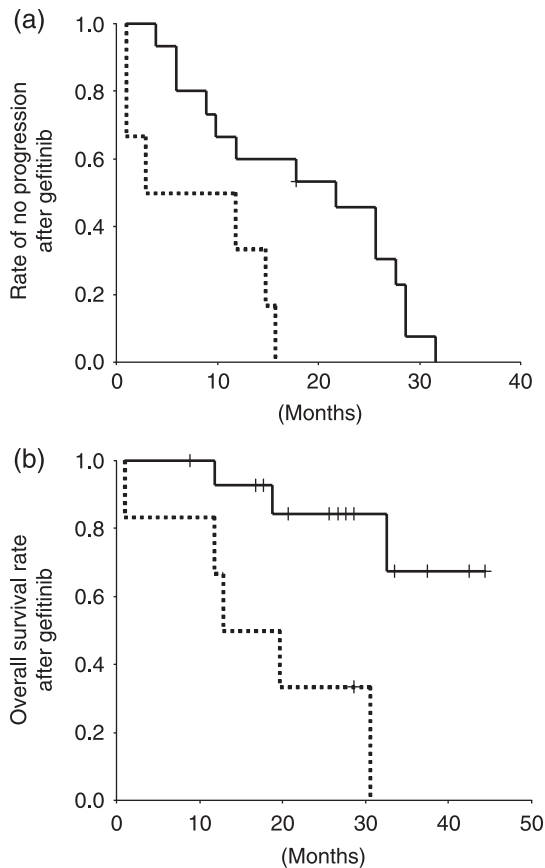 (a)
Rate of no progression
after gefitinib
1.0
0.8
0.6
0.4
0.2
0.0
0
10
20
30
40
(Months)
(b)
Overall survival rate
after gefitinib
1.0
0.8
0.6
0.4
0.2
0.0
0
10
20
30
40
50
(Months)